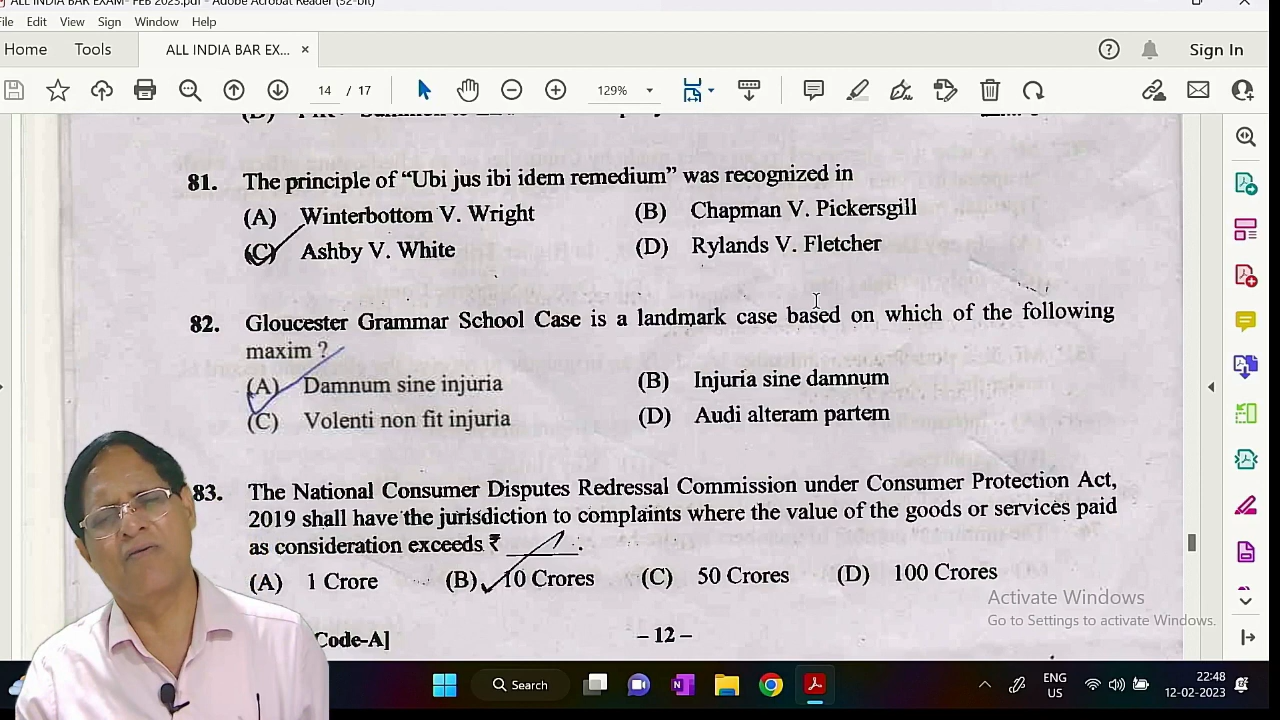 ALL INDIA BAR EXAM- FEB 2023.pdf - Adobe Acrobat Reader (32-bit)
File Edit View Sign Window Help
Home Tools ALL INDIA BAR EX... × Sign In
14 / 17 129%
81. The principle of “Ubi jus ibi idem remedium” was recognized in
(A) Winterbottom V. Wright (B) Chapman V. Pickersgill
(C) Ashby V. White (D) Rylands V. Fletcher
82. Gloucester Grammar School Case is a landmark case based on which of the following
maxim ?
(A) Damnum sine injuria (B) Injuria sine damnum
(C) Volenti non fit injuria (D) Audi alteram partem
83. The National Consumer Disputes Redressal Commission under Consumer Protection Act,
2019 shall have the jurisdiction to complaints where the value of the goods or services paid
as consideration exceeds ₹ ______.
(A) 1 Crore (B) 10 Crores (C) 50 Crores (D) 100 Crores
Activate Windows
Go to Settings to activate Windows.
Code-A] – 12 –
Search
ENG
US
22:48
12-02-2023